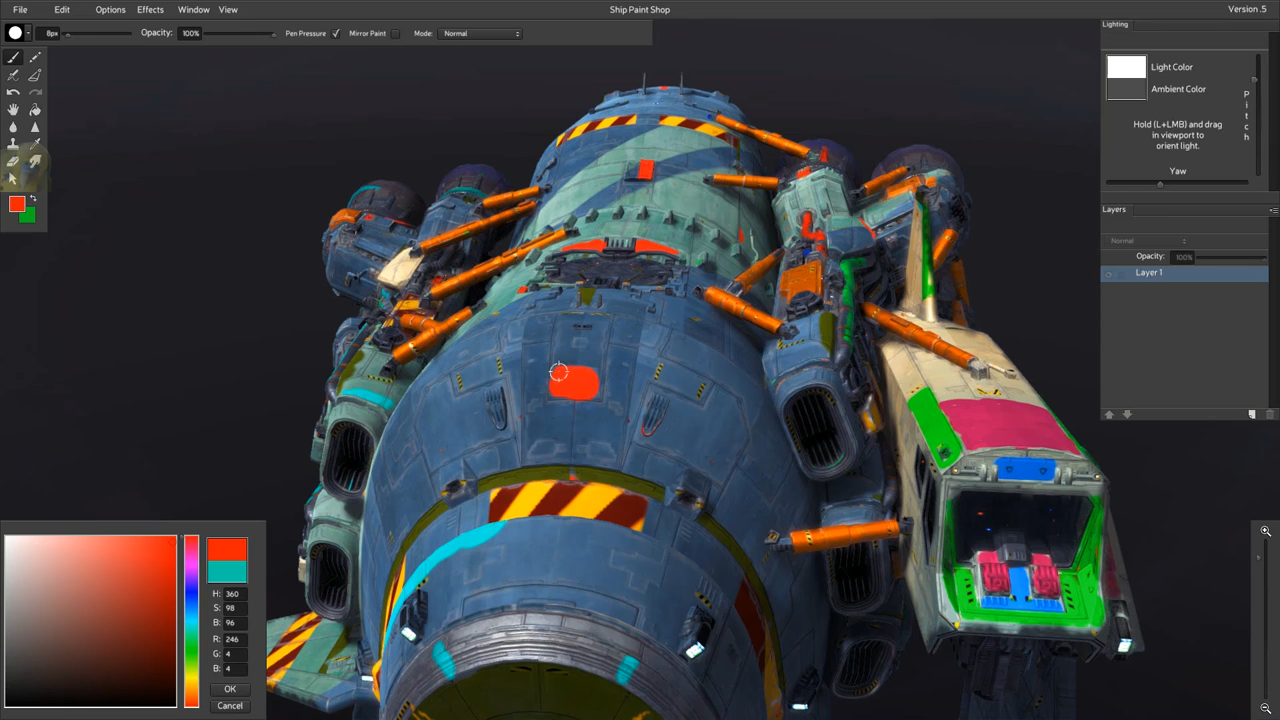 File Edit Options Effects Window View Ship Paint Shop Version .5
8px Opacity: 100% Pen Pressure Mirror Paint Mode: Normal
Lighting
Light Color
Ambient Color
Hold (L+LMB) and drag
in viewport to
orient light.
Pitch
Yaw
Layers
Normal
Opacity: 100%
Layer 1
H: 360
S: 98
B: 96
R: 246
G: 4
B: 4
OK
Cancel